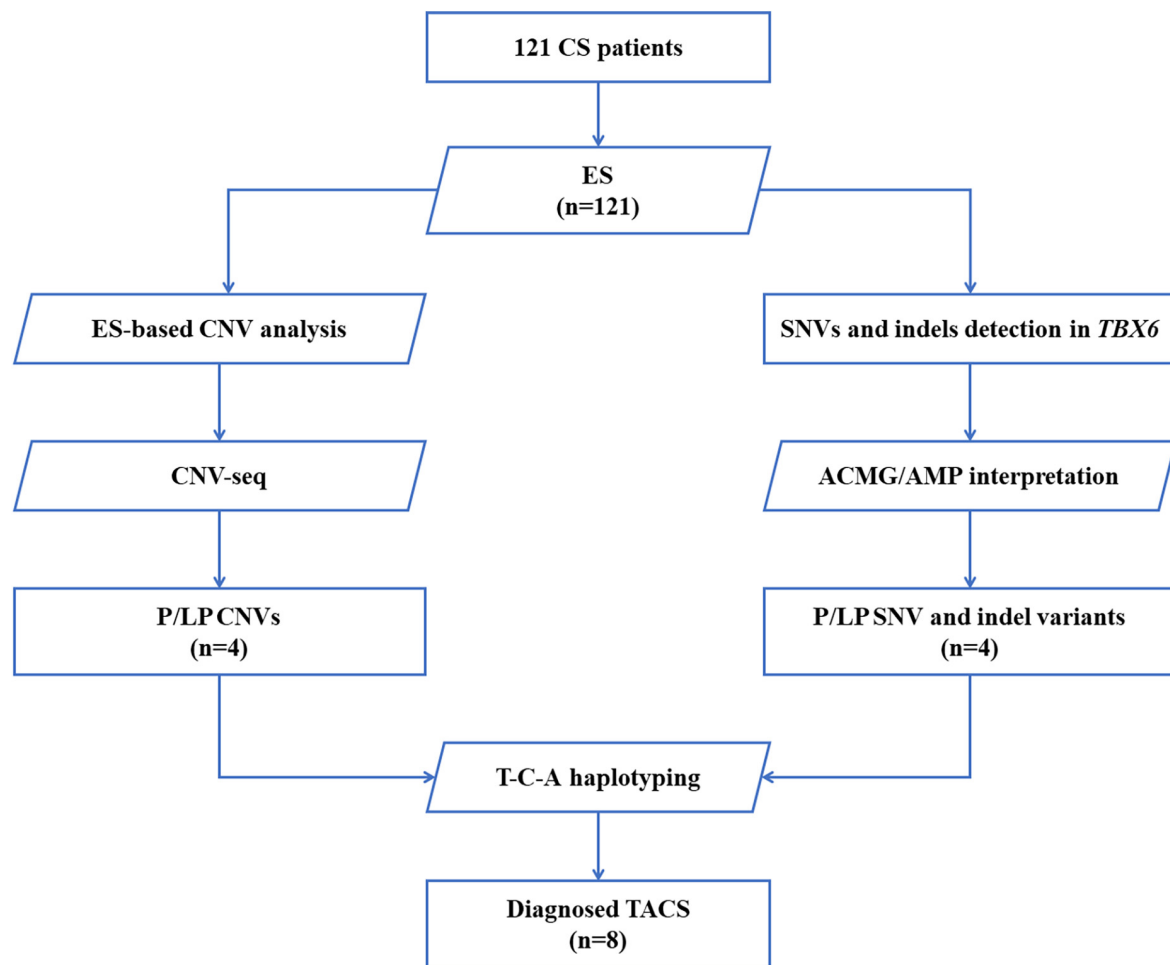 121 CS patients
ES
(n=121)
ES-based CNV analysis
SNVs and indels detection in TBX6
CNV-seq
ACMG/AMP interpretation
P/LP CNVs
(n=4)
P/LP SNV and indel variants
(n=4)
T-C-A haplotyping
Diagnosed TACS
(n=8)